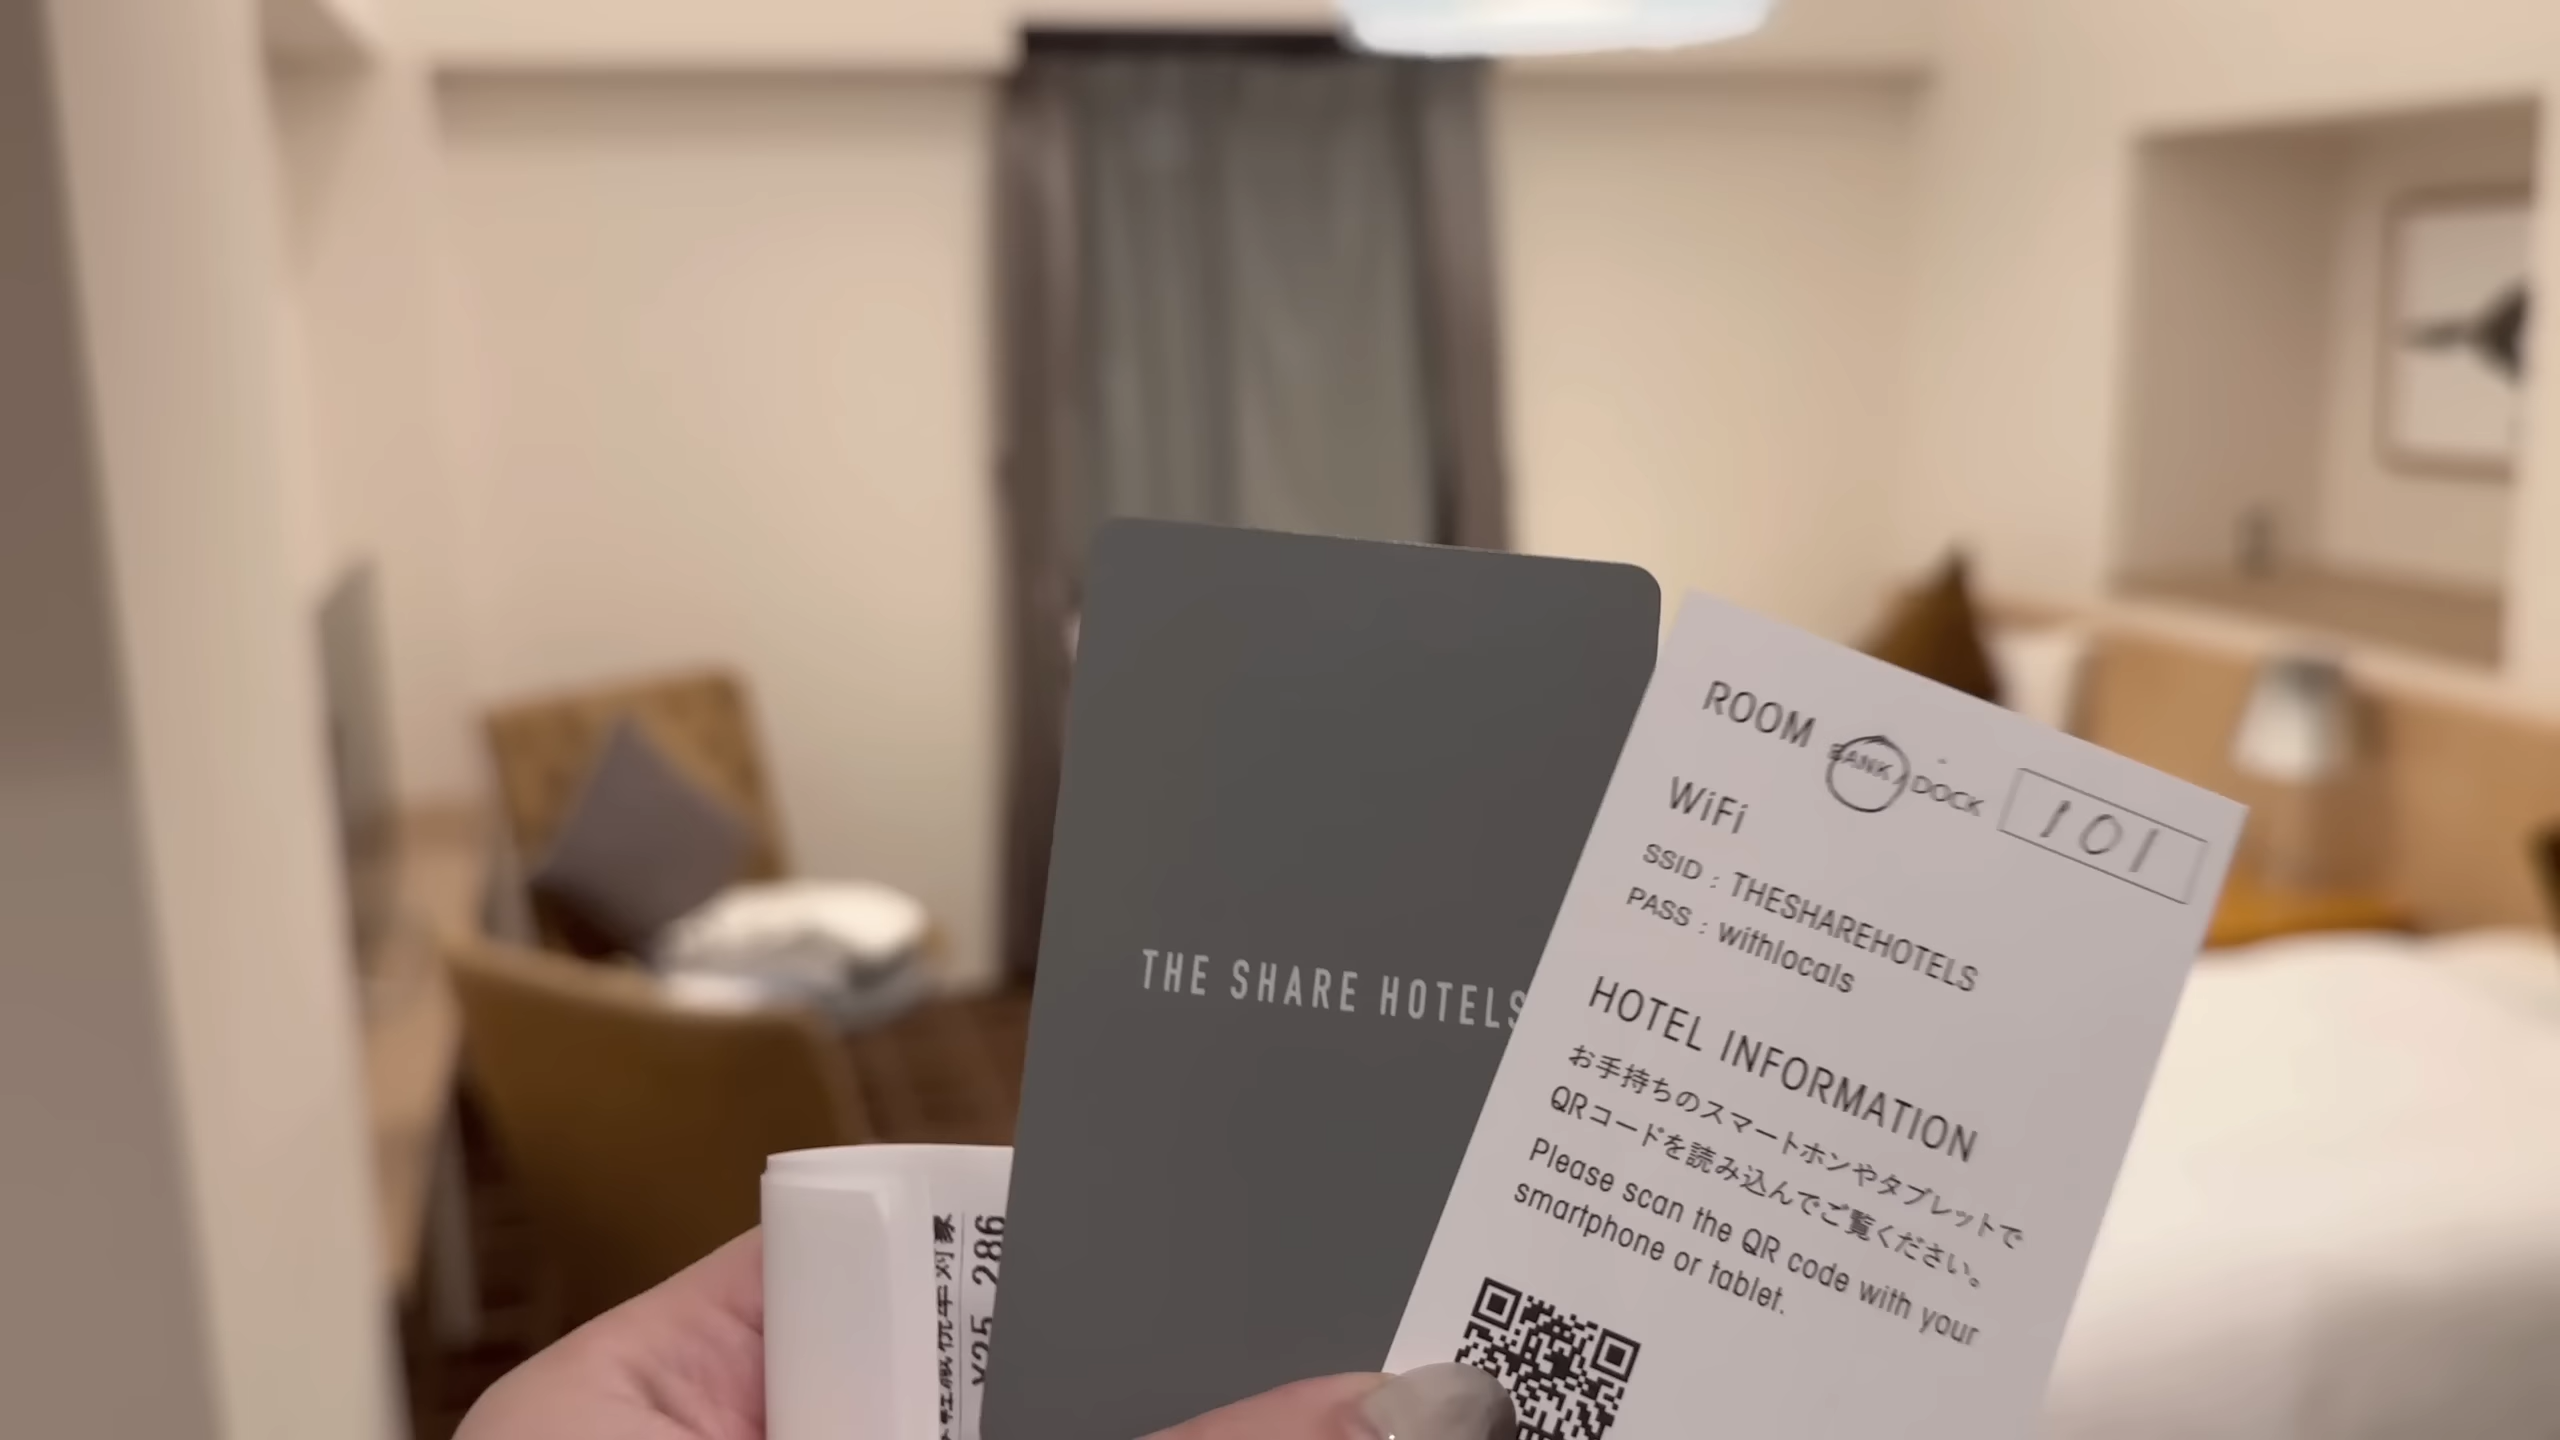 THE SHARE HOTELS
ROOM BANK / DOCK 101
WiFi
SSID : THESHAREHOTELS
PASS : withlocals
HOTEL INFORMATION
お手持ちのスマートホンやタブレットで
QRコードを読み込んでご覧ください。
Please scan the QR code with your
smartphone or tablet.
¥25 286